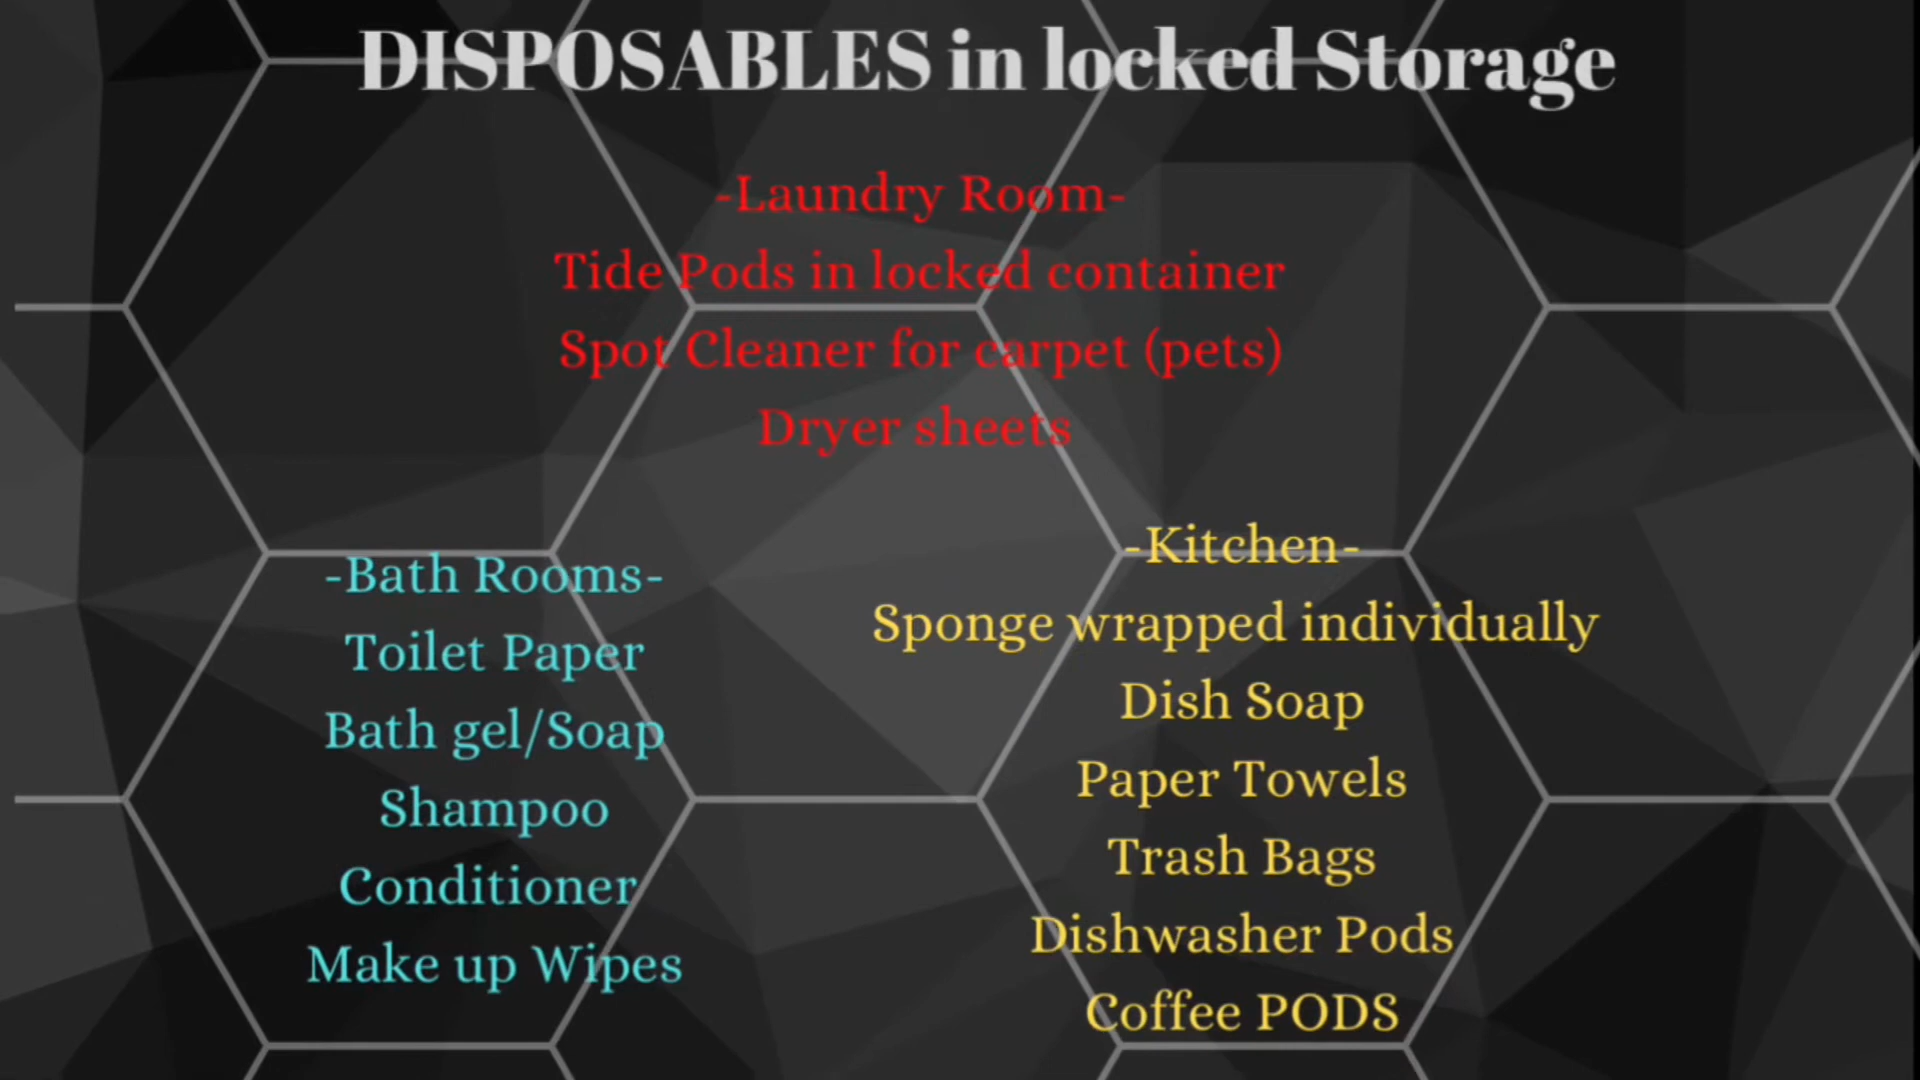 DISPOSABLES in locked Storage
-Laundry Room-
Tide Pods in locked container
Spot Cleaner for carpet (pets)
Dryer sheets
-Bath Rooms-
Toilet Paper
Bath gel/Soap
Shampoo
Conditioner
Make up Wipes
-Kitchen-
Sponge wrapped individually
Dish Soap
Paper Towels
Trash Bags
Dishwasher Pods
Coffee PODS